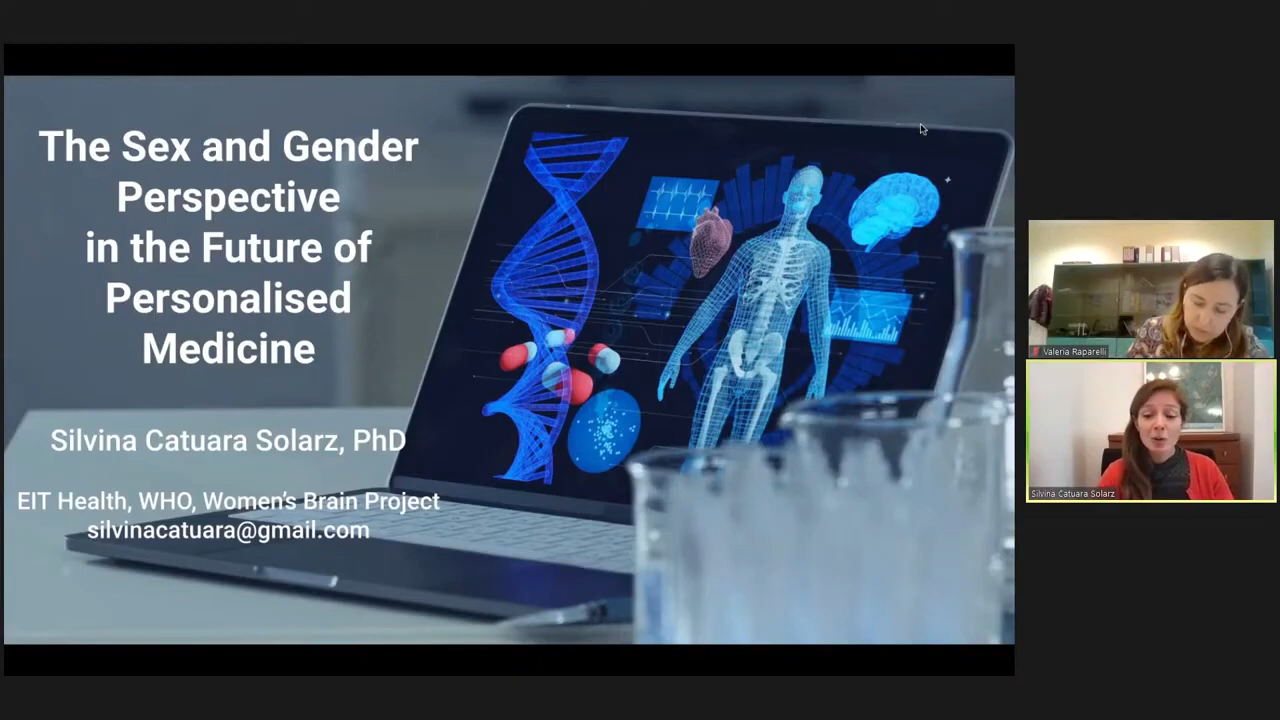 The Sex and Gender
Perspective
in the Future of
Personalised
Medicine
Silvina Catuara Solarz, PhD
EIT Health, WHO, Women's Brain Project
silvinacatuara@gmail.com
Valeria Raparelli
Silvina Catuara Solarz